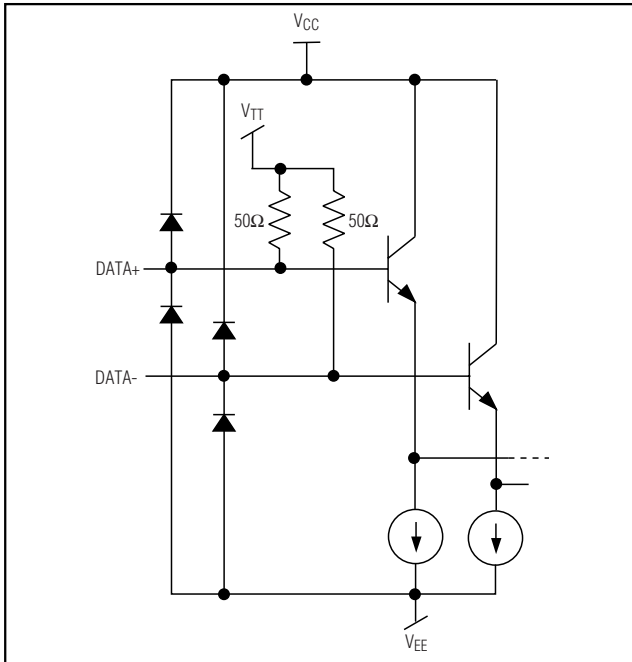 VCC
VTT
50Ω 50Ω
DATA+
DATA-
VEE